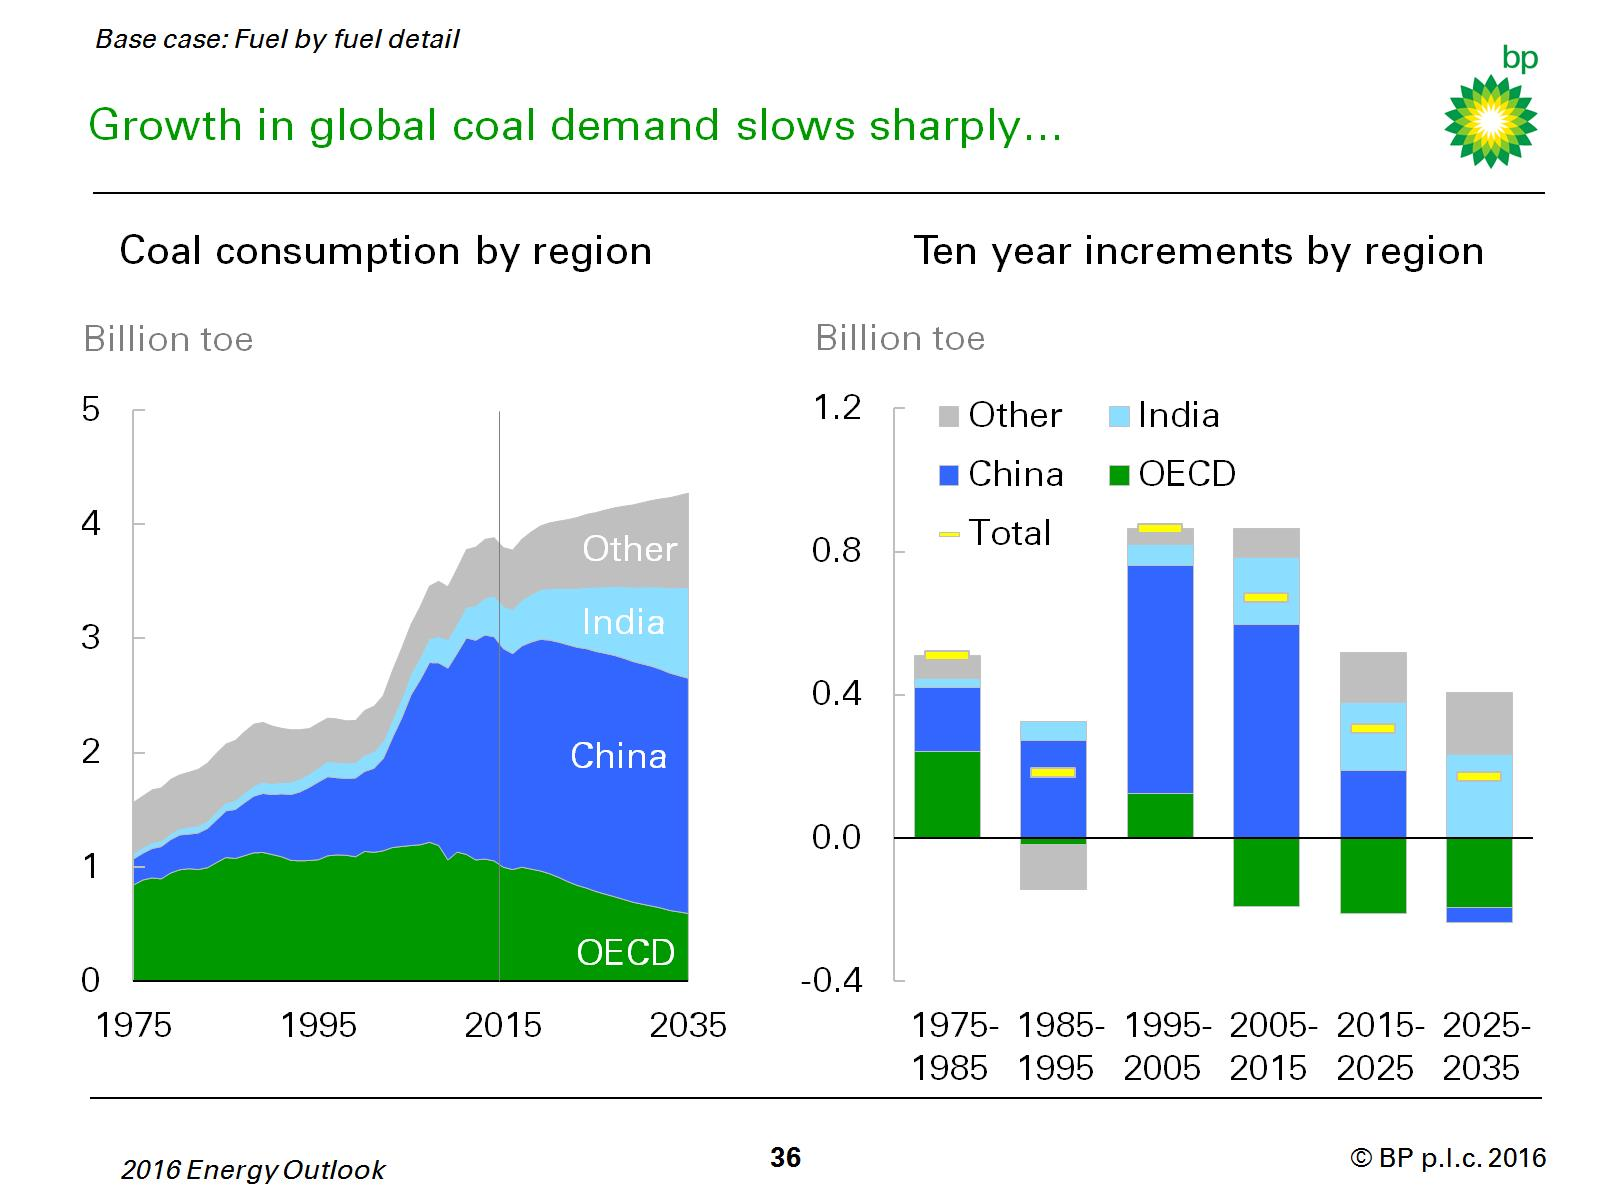 Base case: Fuel by fuel detail
bp
Growth in global coal demand slows sharply...
Coal consumption by region
Billion toe
5
4
3
2
1
0
Other
India
China
OECD
1975 1995 2015 2035
Ten year increments by region
Billion toe
1.2
0.8
0.4
0.0
-0.4
Other India
China OECD
Total
1975- 1985- 1995- 2005- 2015- 2025-
1985 1995 2005 2015 2025 2035
2016 Energy Outlook
36
© BP p.l.c. 2016